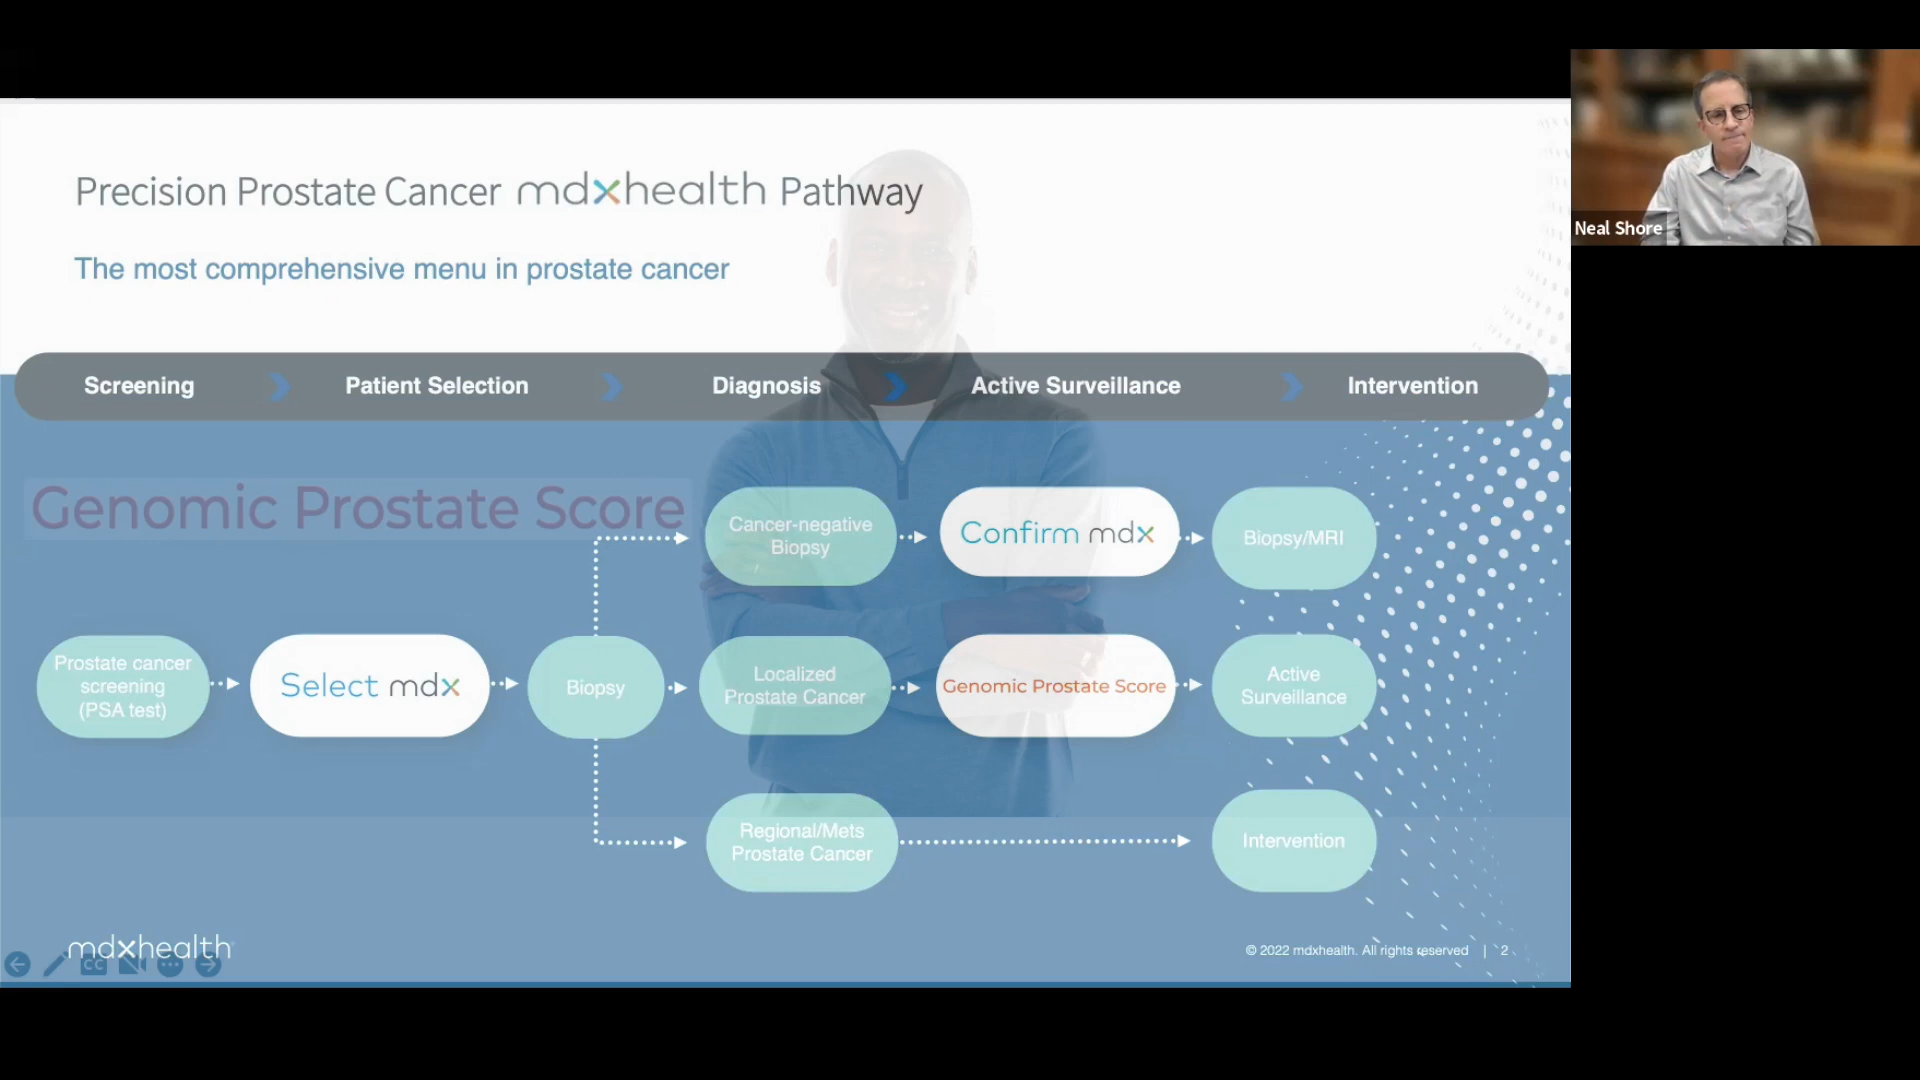 Precision Prostate Cancer mdxhealth Pathway
The most comprehensive menu in prostate cancer
Neal Shore
Screening
Patient Selection
Diagnosis
Active Surveillance
Intervention
Genomic Prostate Score
Cancer-negative
Biopsy
Confirm mdx
Biopsy/MRI
Prostate cancer
screening
(PSA test)
Select mdx
Biopsy
Localized
Prostate Cancer
Genomic Prostate Score
Active
Surveillance
Regional/Mets
Prostate Cancer
Intervention
mdxhealth
CC
© 2022 mdxhealth. All rights reserved | 2